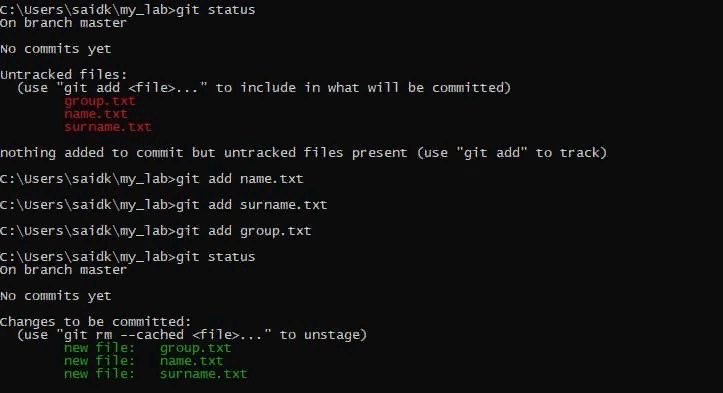 C:\Users\saidk\my_lab>git status
On branch master
No commits yet
Untracked files:
(use "git add <file>..." to include in what will be committed)
group.txt
name.txt
surname.txt
nothing added to commit but untracked files present (use "git add" to track)
C:\Users\saidk\my_lab>git add name.txt
C:\Users\saidk\my_lab>git add surname.txt
C:\Users\saidk\my_lab>git add group.txt
C:\Users\saidk\my_lab>git status
On branch master
No commits yet
Changes to be committed:
(use "git rm --cached <file>..." to unstage)
new file:   group.txt
new file:   name.txt
new file:   surname.txt